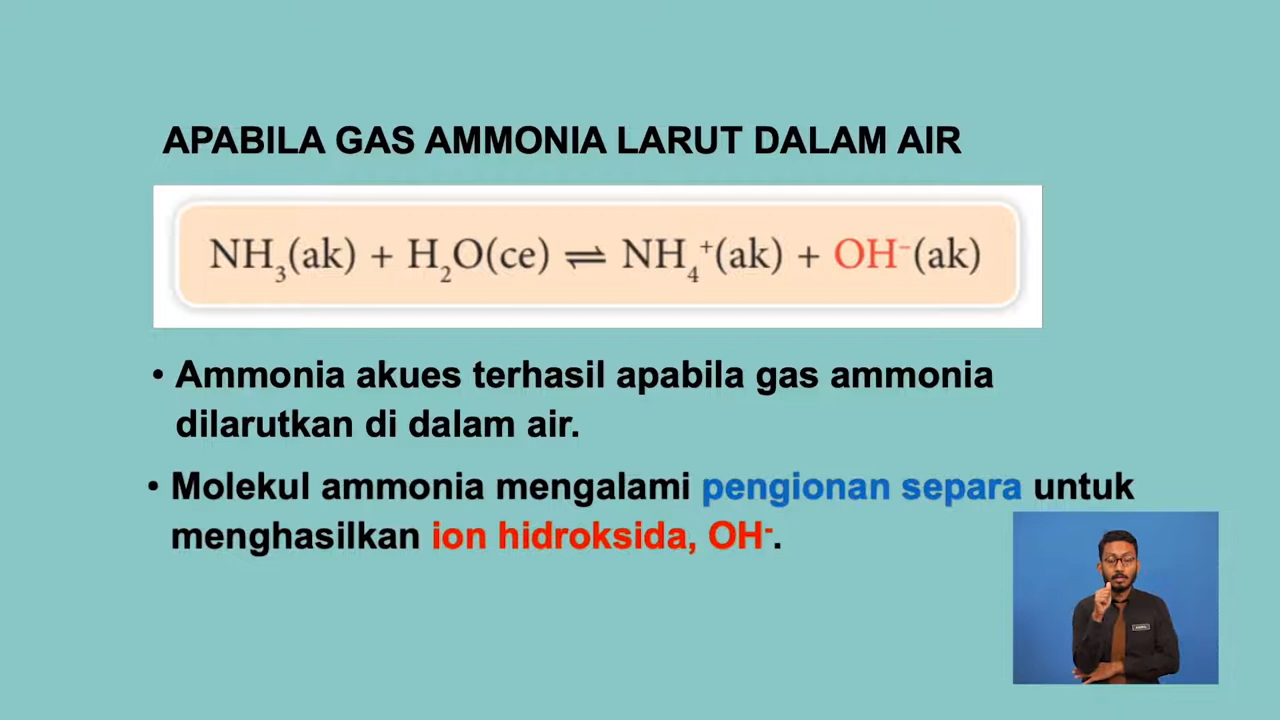 APABILA GAS AMMONIA LARUT DALAM AIR
NH₃(ak) + H₂O(ce) ⇌ NH₄⁺(ak) + OH⁻(ak)
• Ammonia akues terhasil apabila gas ammonia
dilarutkan di dalam air.
• Molekul ammonia mengalami pengionan separa untuk
menghasilkan ion hidroksida, OH⁻.